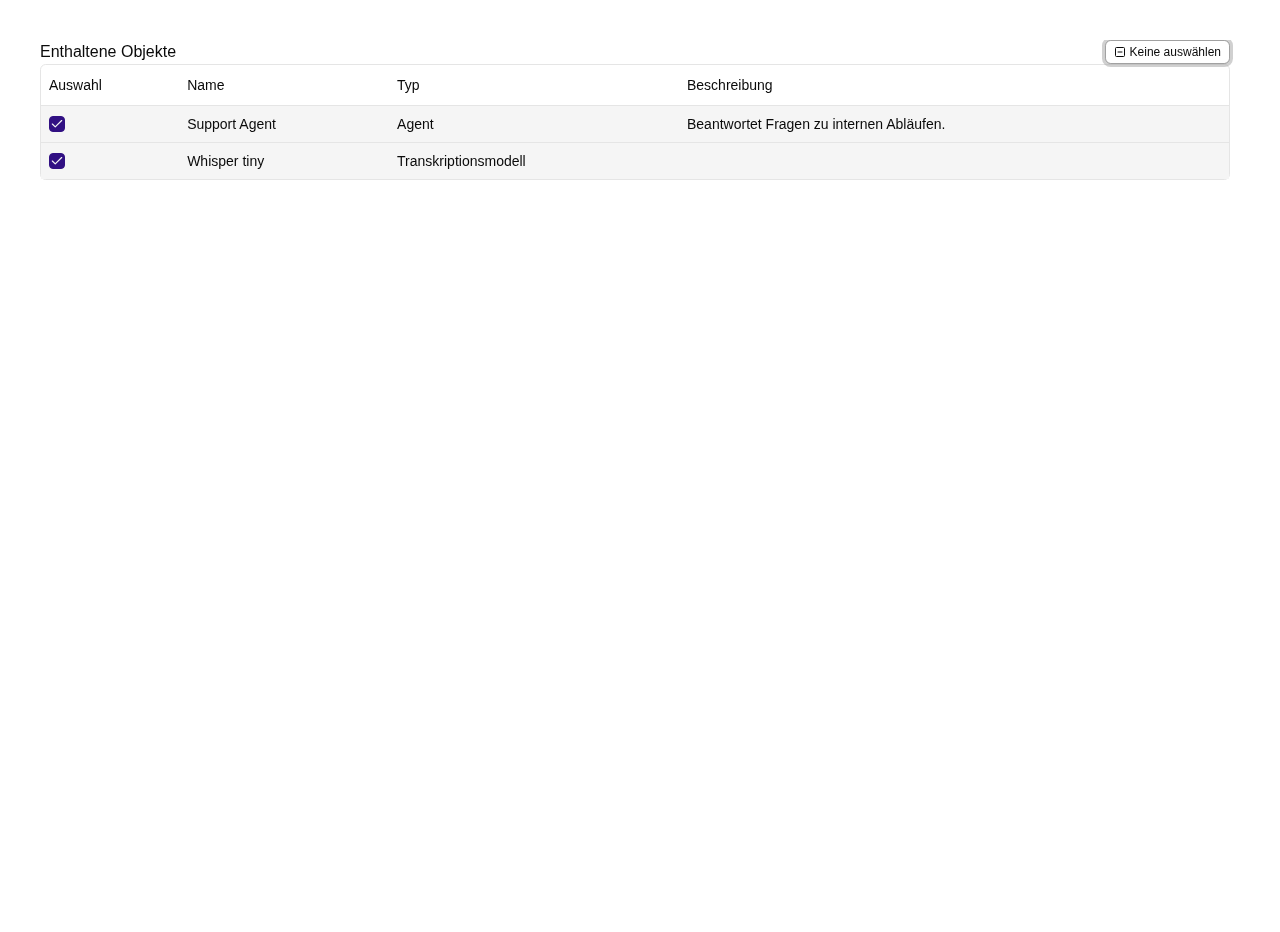 Enthaltene Objekte
Keine auswählen
Auswahl Name Typ Beschreibung
Support Agent Agent Beantwortet Fragen zu internen Abläufen.
Whisper tiny Transkriptionsmodell